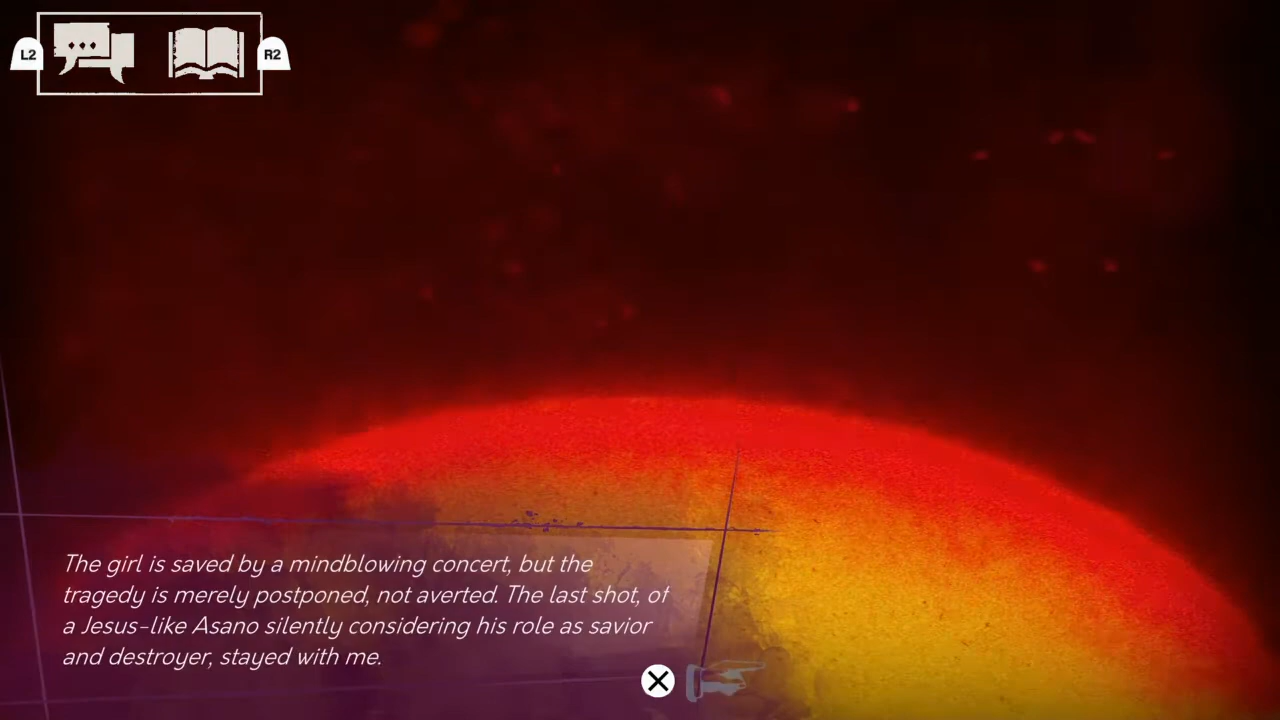 L2
R2
The girl is saved by a mindblowing concert, but the
tragedy is merely postponed, not averted. The last shot, of
a Jesus-like Asano silently considering his role as savior
and destroyer, stayed with me.